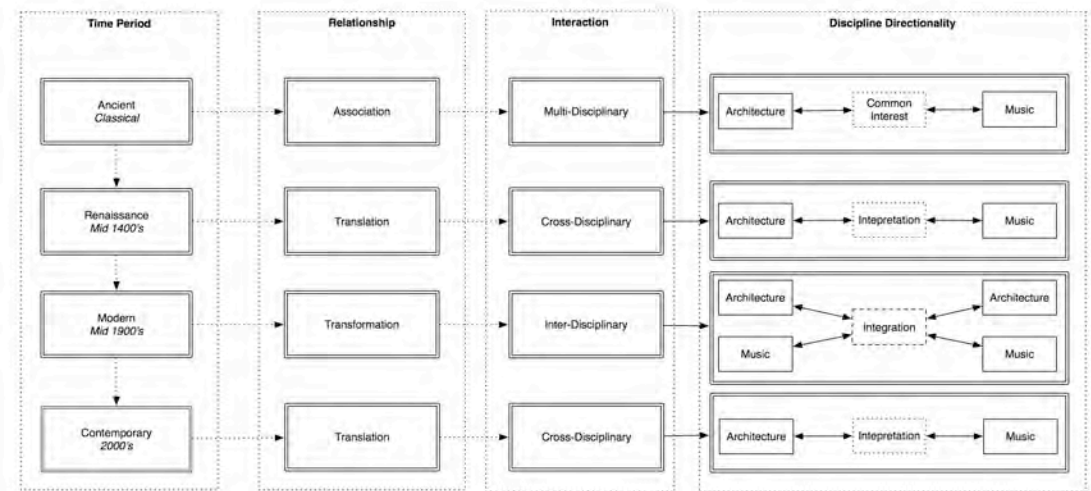 Time Period
Relationship
Interaction
Discipline Directionality
Ancient
Classical
Association
Multi-Disciplinary
Architecture
Common
Interest
Music
Renaissance
Mid 1400's
Translation
Cross-Disciplinary
Architecture
Intepretation
Music
Modern
Mid 1900's
Transformation
Inter-Disciplinary
Architecture
Architecture
Integration
Music
Music
Contemporary
2000's
Translation
Cross-Disciplinary
Architecture
Intepretation
Music